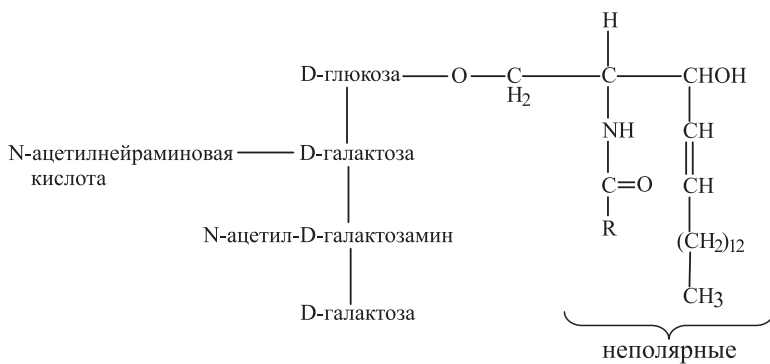 H
D-глюкоза — O — C — C — CHOH
H₂
NH CH
N-ацетилнейраминовая D-галактоза
кислота
C=O CH
N-ацетил-D-галактозамин
R (CH₂)₁₂
CH3
D-галактоза
неполярные